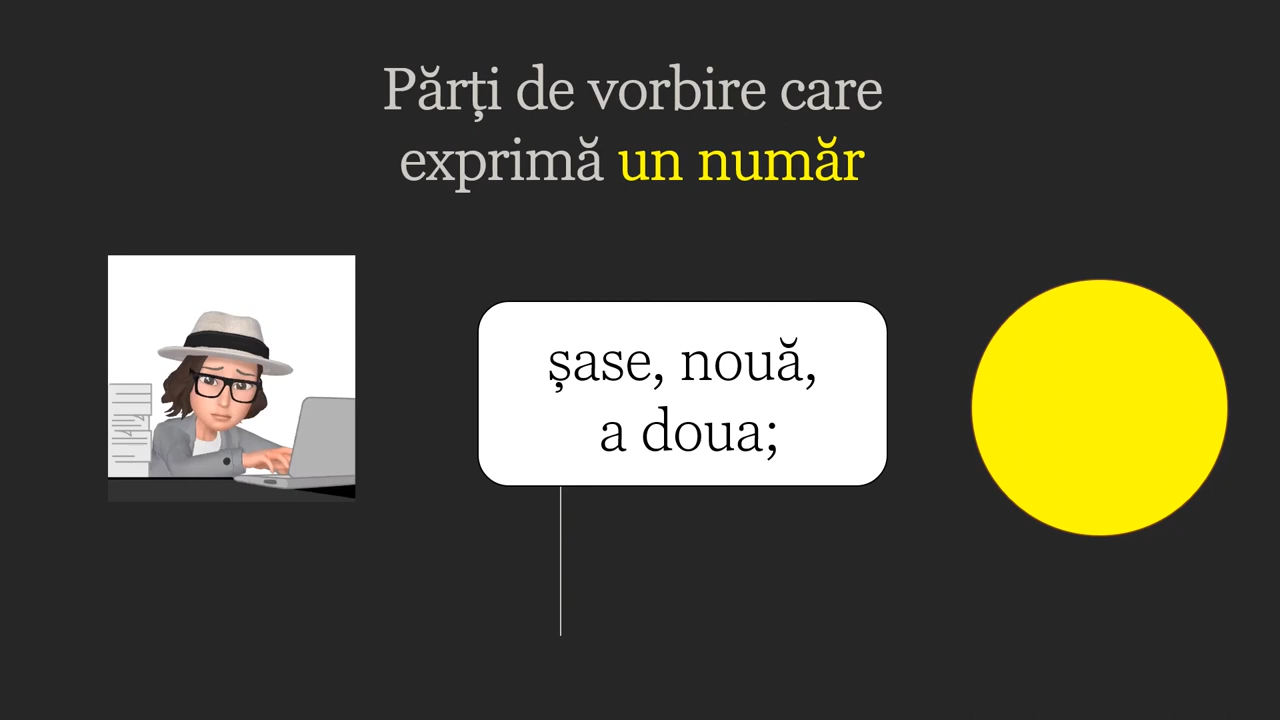 Părți de vorbire care
exprimă un număr
șase, nouă,
a doua;